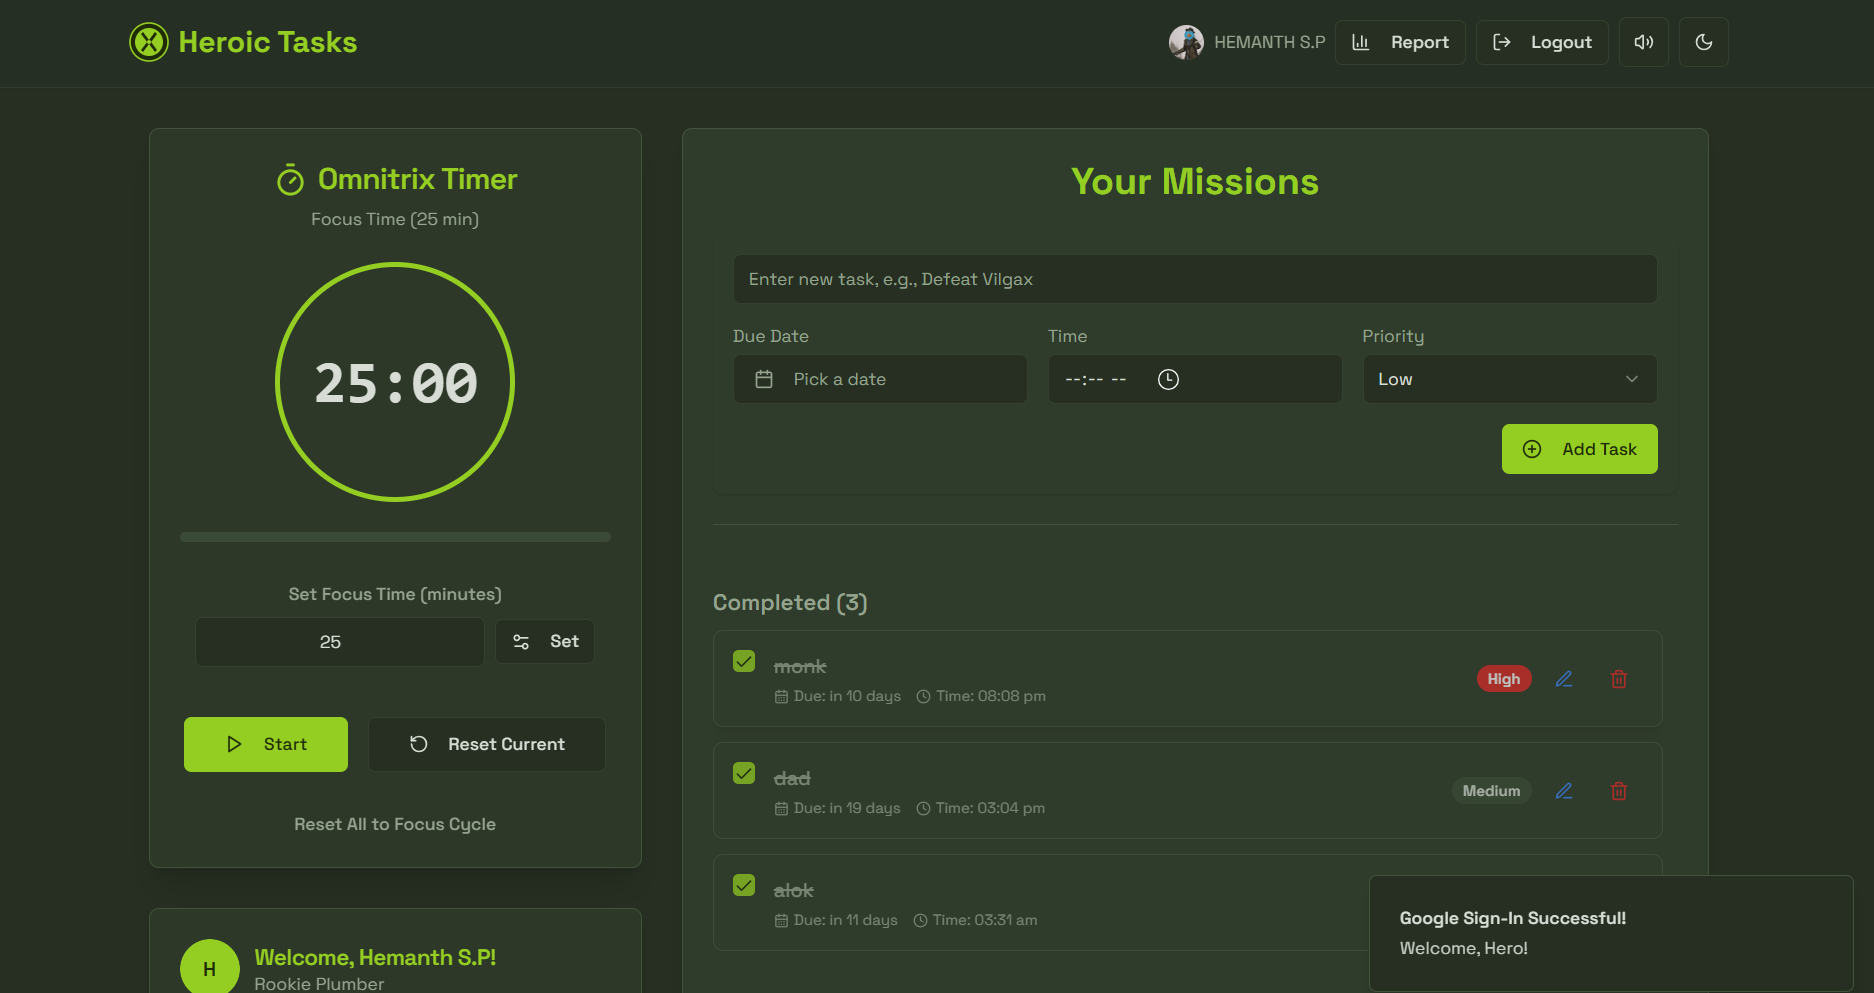 Heroic Tasks
HEMANTH S.P
Report
Logout
Omnitrix Timer
Focus Time (25 min)
25:00
Set Focus Time (minutes)
25
Set
Start
Reset Current
Reset All to Focus Cycle
H
Welcome, Hemanth S.P!
Rookie Plumber
Your Missions
Enter new task, e.g., Defeat Vilgax
Due Date
Time
Priority
Pick a date
--:-- --
Low
Add Task
Completed (3)
monk
Due: in 10 days
Time: 08:08 pm
High
dad
Due: in 19 days
Time: 03:04 pm
Medium
alok
Due: in 11 days
Time: 03:31 am
Google Sign-In Successful!
Welcome, Hero!